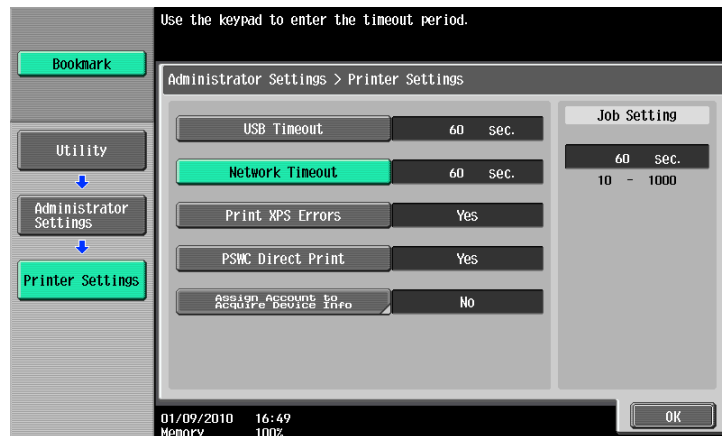 Use the keypad to enter the timeout period.
Bookmark
Administrator Settings > Printer Settings
Utility
Administrator
Settings
Printer Settings
USB Timeout 60 sec.
Network Timeout 60 sec.
Print XPS Errors Yes
PSWC Direct Print Yes
Assign Account to
Acquire Device Info No
Job Setting
60 sec.
10 - 1000
01/09/2010 16:49
Memory 100%
OK